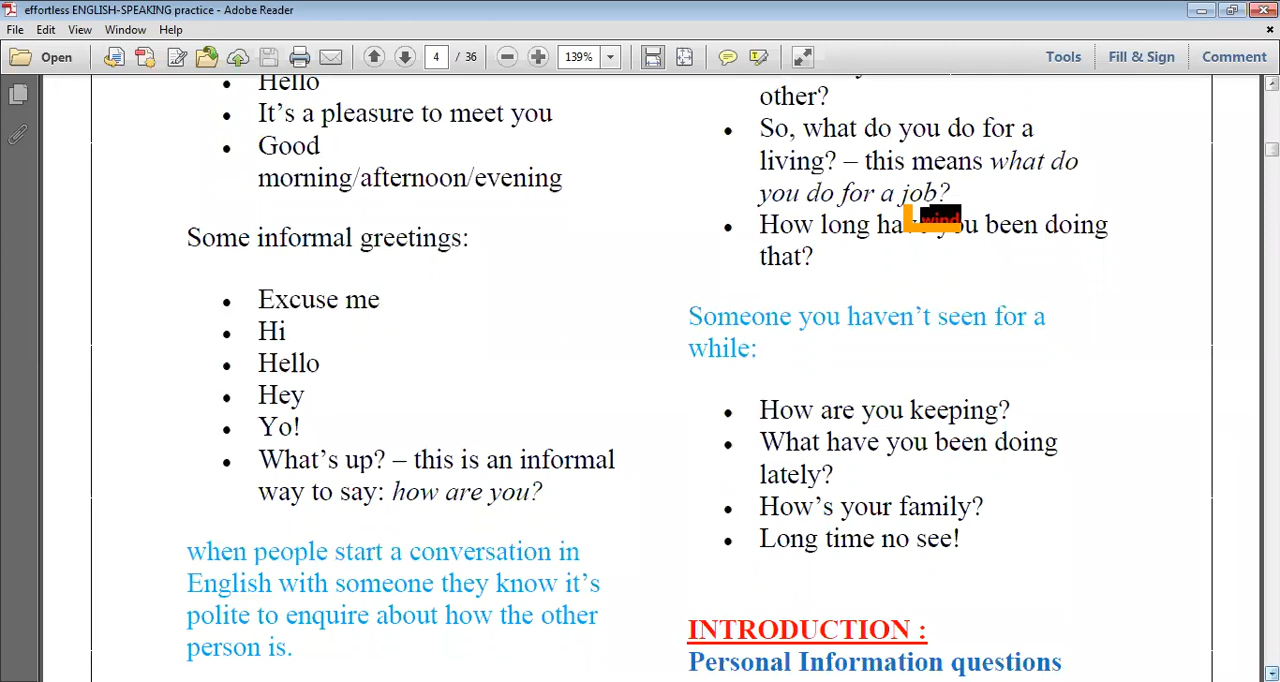 effortless ENGLISH-SPEAKING practice - Adobe Reader
File Edit View Window Help
Open 4 / 36 139% Tools Fill & Sign Comment
Hello
It's a pleasure to meet you
Good
morning/afternoon/evening
Some informal greetings:
Excuse me
Hi
Hello
Hey
Yo!
What's up? – this is an informal
way to say: how are you?
when people start a conversation in
English with someone they know it's
polite to enquire about how the other
person is.
other?
So, what do you do for a
living? – this means what do
you do for a job?
wind
How long have you been doing
that?
Someone you haven't seen for a
while:
How are you keeping?
What have you been doing
lately?
How's your family?
Long time no see!
INTRODUCTION :
Personal Information questions